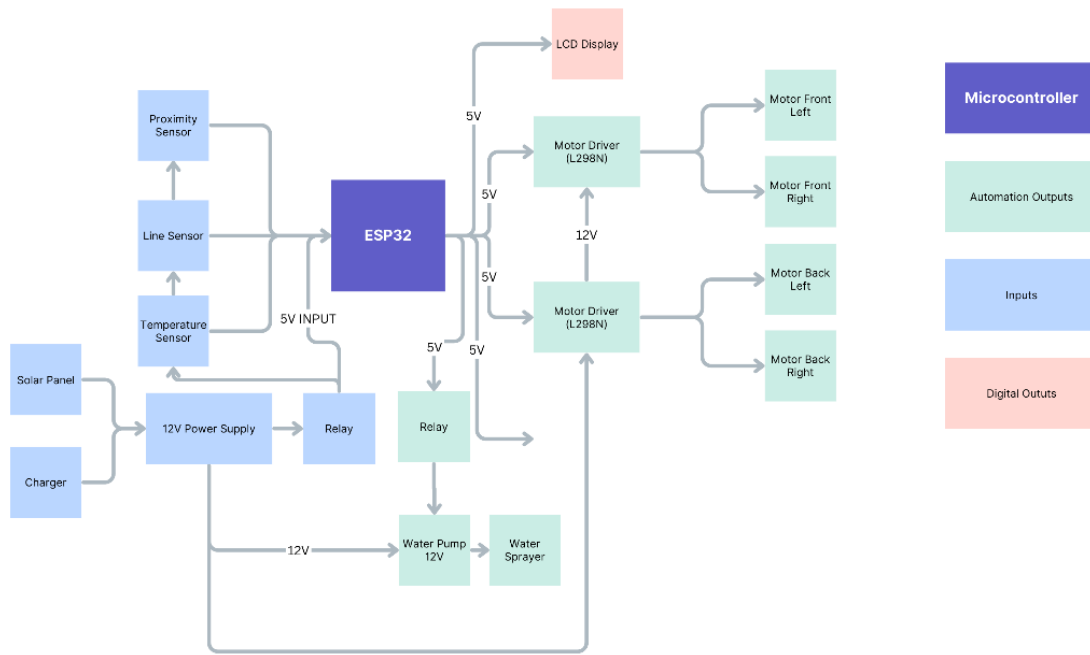 LCD Display
Microcontroller
Motor Front
Left
Proximity
Sensor
5V
Motor Driver
(L298N)
Motor Front
Right
Automation Outputs
5V
Line Sensor
ESP32
12V
5V
Motor Back
Left
Inputs
Temperature
Sensor
5V INPUT
Motor Driver
(L298N)
5V
5V
Motor Back
Right
Solar Panel
Digital Oututs
12V Power Supply
Relay
Relay
Charger
12V
Water Pump
12V
Water
Sprayer